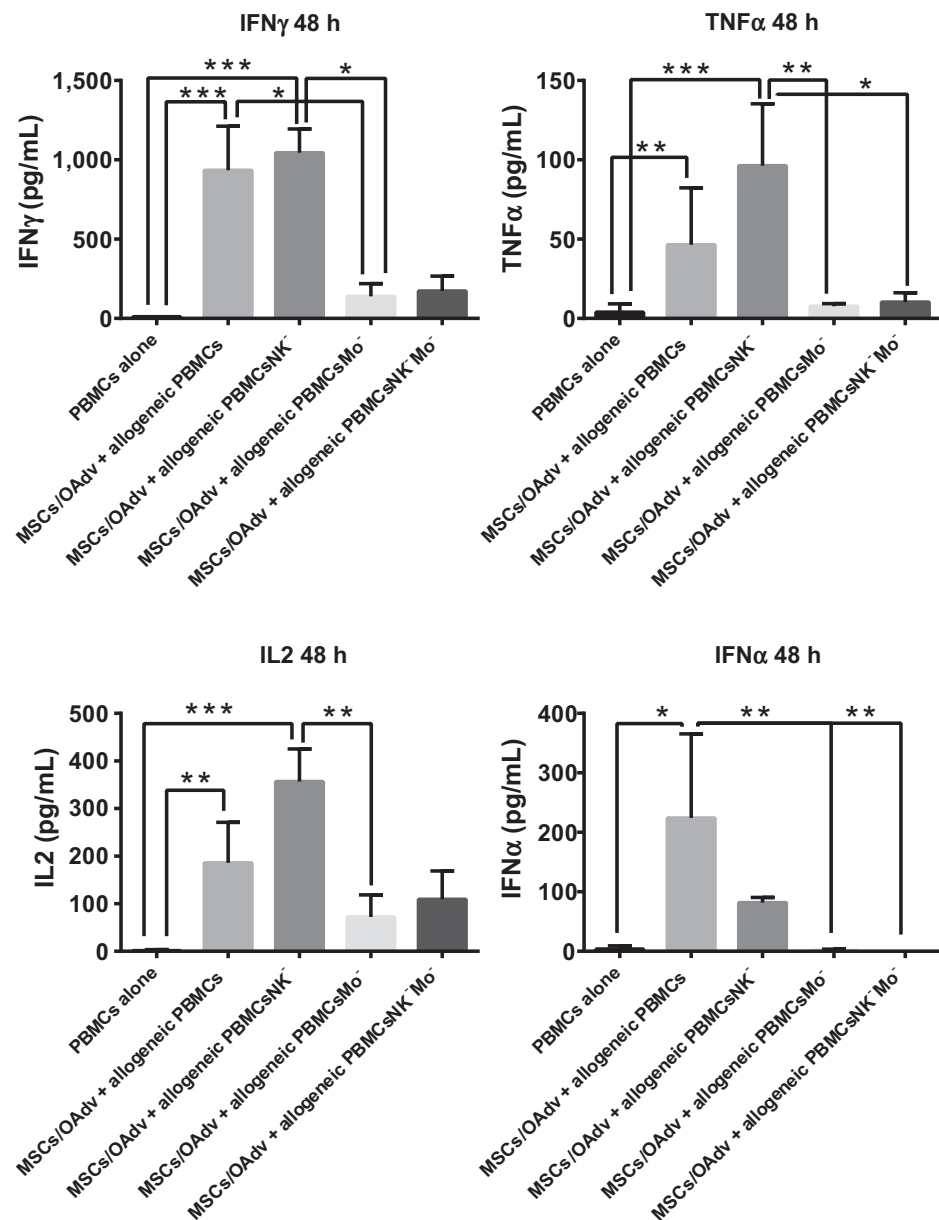 IFNγ 48 h
*** *
*** *
IFNγ (pg/mL)
1,500
1,000
500
0
PBMCs alone
MSCs/OAdv + allogeneic PBMCs
MSCs/OAdv + allogeneic PBMCsNK⁻
MSCs/OAdv + allogeneic PBMCsMo⁻
MSCs/OAdv + allogeneic PBMCsNK⁻Mo⁻
TNFα 48 h
*** **
*
**
TNFα (pg/mL)
150
100
50
0
PBMCs alone
MSCs/OAdv + allogeneic PBMCs
MSCs/OAdv + allogeneic PBMCsNK⁻
MSCs/OAdv + allogeneic PBMCsMo⁻
MSCs/OAdv + allogeneic PBMCsNK⁻Mo⁻
IL2 48 h
*** **
**
IL2 (pg/mL)
500
400
300
200
100
0
PBMCs alone
MSCs/OAdv + allogeneic PBMCs
MSCs/OAdv + allogeneic PBMCsNK⁻
MSCs/OAdv + allogeneic PBMCsMo⁻
MSCs/OAdv + allogeneic PBMCsNK⁻Mo⁻
IFNα 48 h
* ** **
IFNα (pg/mL)
400
300
200
100
0
PBMCs alone
MSCs/OAdv + allogeneic PBMCs
MSCs/OAdv + allogeneic PBMCsNK⁻
MSCs/OAdv + allogeneic PBMCsMo⁻
MSCs/OAdv + allogeneic PBMCsNK⁻Mo⁻